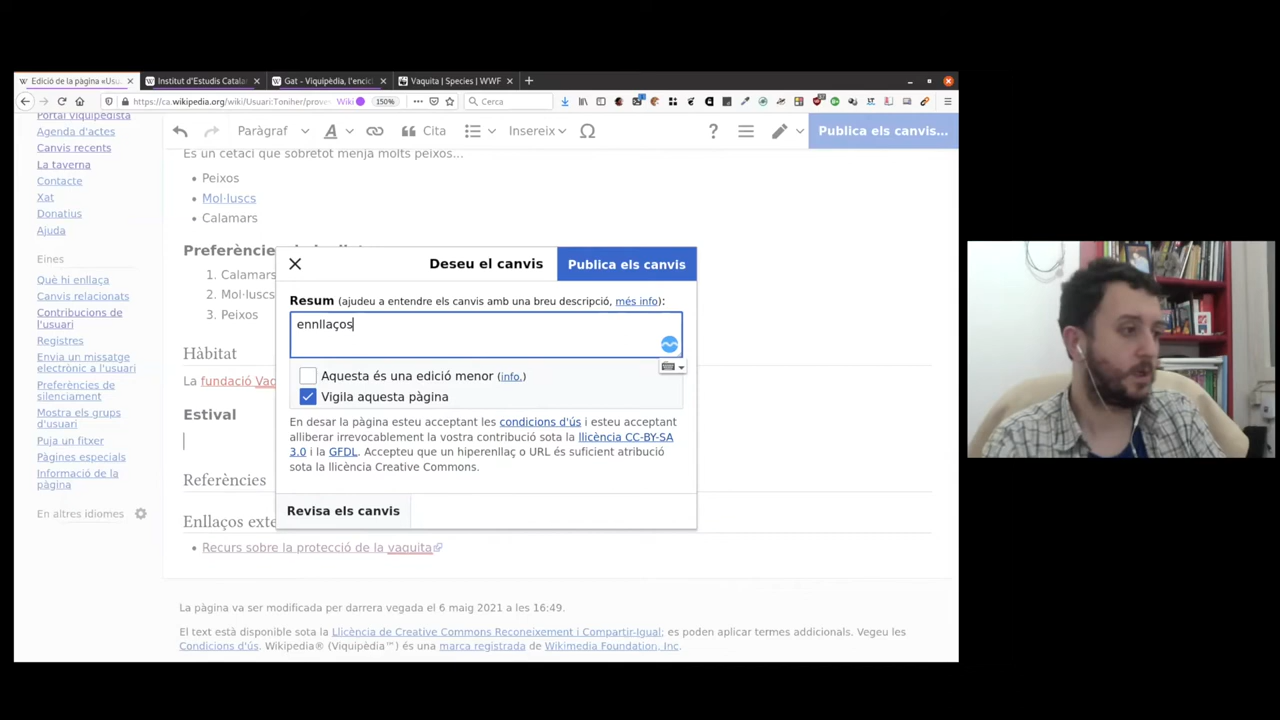 Edició de la pàgina «Usu...
Institut d'Estudis Catala
Gat - Viquipèdia, l'encicl
Vaquita | Species | WWF
https://ca.wikipedia.org/wiki/Usuari:Toniher/prove
Wiki
150%
Cerca
Portal viquipedista
Agenda d'actes
Canvis recents
La taverna
Contacte
Xat
Donatius
Ajuda
Eines
Què hi enllaça
Canvis relacionats
Contribucions de
l'usuari
Registres
Envia un missatge
electrònic a l'usuari
Preferències de
silenciament
Mostra els grups
d'usuari
Puja un fitxer
Pàgines especials
Informació de la
pàgina
En altres idiomes
Paràgraf
A
Cita
Insereix
Ω
?
Publica els canvis…
És un cetaci que sobretot menja molts peixos...
Peixos
Mol·luscs
Calamars
Preferències
1. Calamars
2. Mol·luscs
3. Peixos
Hàbitat
La fundació Vaq
Estival
Referències
Enllaços exte
Recurs sobre la protecció de la vaquita
Deseu el canvis
Publica els canvis
Resum (ajudeu a entendre els canvis amb una breu descripció, més info):
ennllaços
Aquesta és una edició menor (info.)
Vigila aquesta pàgina
En desar la pàgina esteu acceptant les condicions d'ús i esteu acceptant
alliberar irrevocablement la vostra contribució sota la llicència CC-BY-SA
3.0 i la GFDL. Accepteu que un hiperenllaç o URL és suficient atribució
sota la llicència Creative Commons.
Revisa els canvis
La pàgina va ser modificada per darrera vegada el 6 maig 2021 a les 16:49.
El text està disponible sota la Llicència de Creative Commons Reconeixement i Compartir-Igual; es poden aplicar termes addicionals. Vegeu les
Condicions d'ús. Wikipedia® (Viquipèdia™) és una marca registrada de Wikimedia Foundation, Inc.